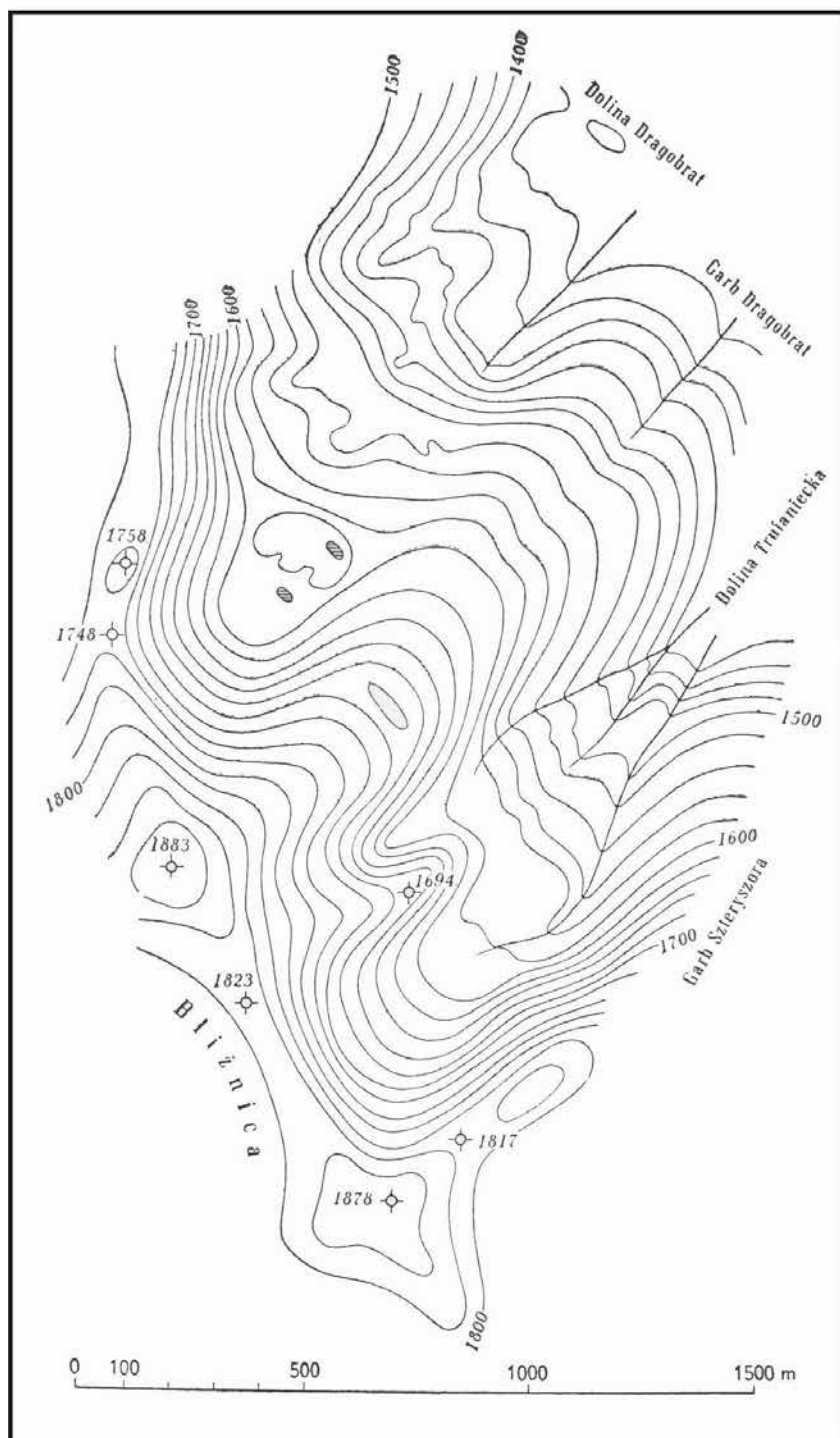 1500
1400
Dolina Dragobrat
Garb Dragobrat
1700
1600
Dolina Trufaniecka
1758
1748
1500
1800
1883
1600
1694
1700
Garb Szteryszora
1823
Bliźnica
1817
1878
1800
0 100 500 1000 1500 m